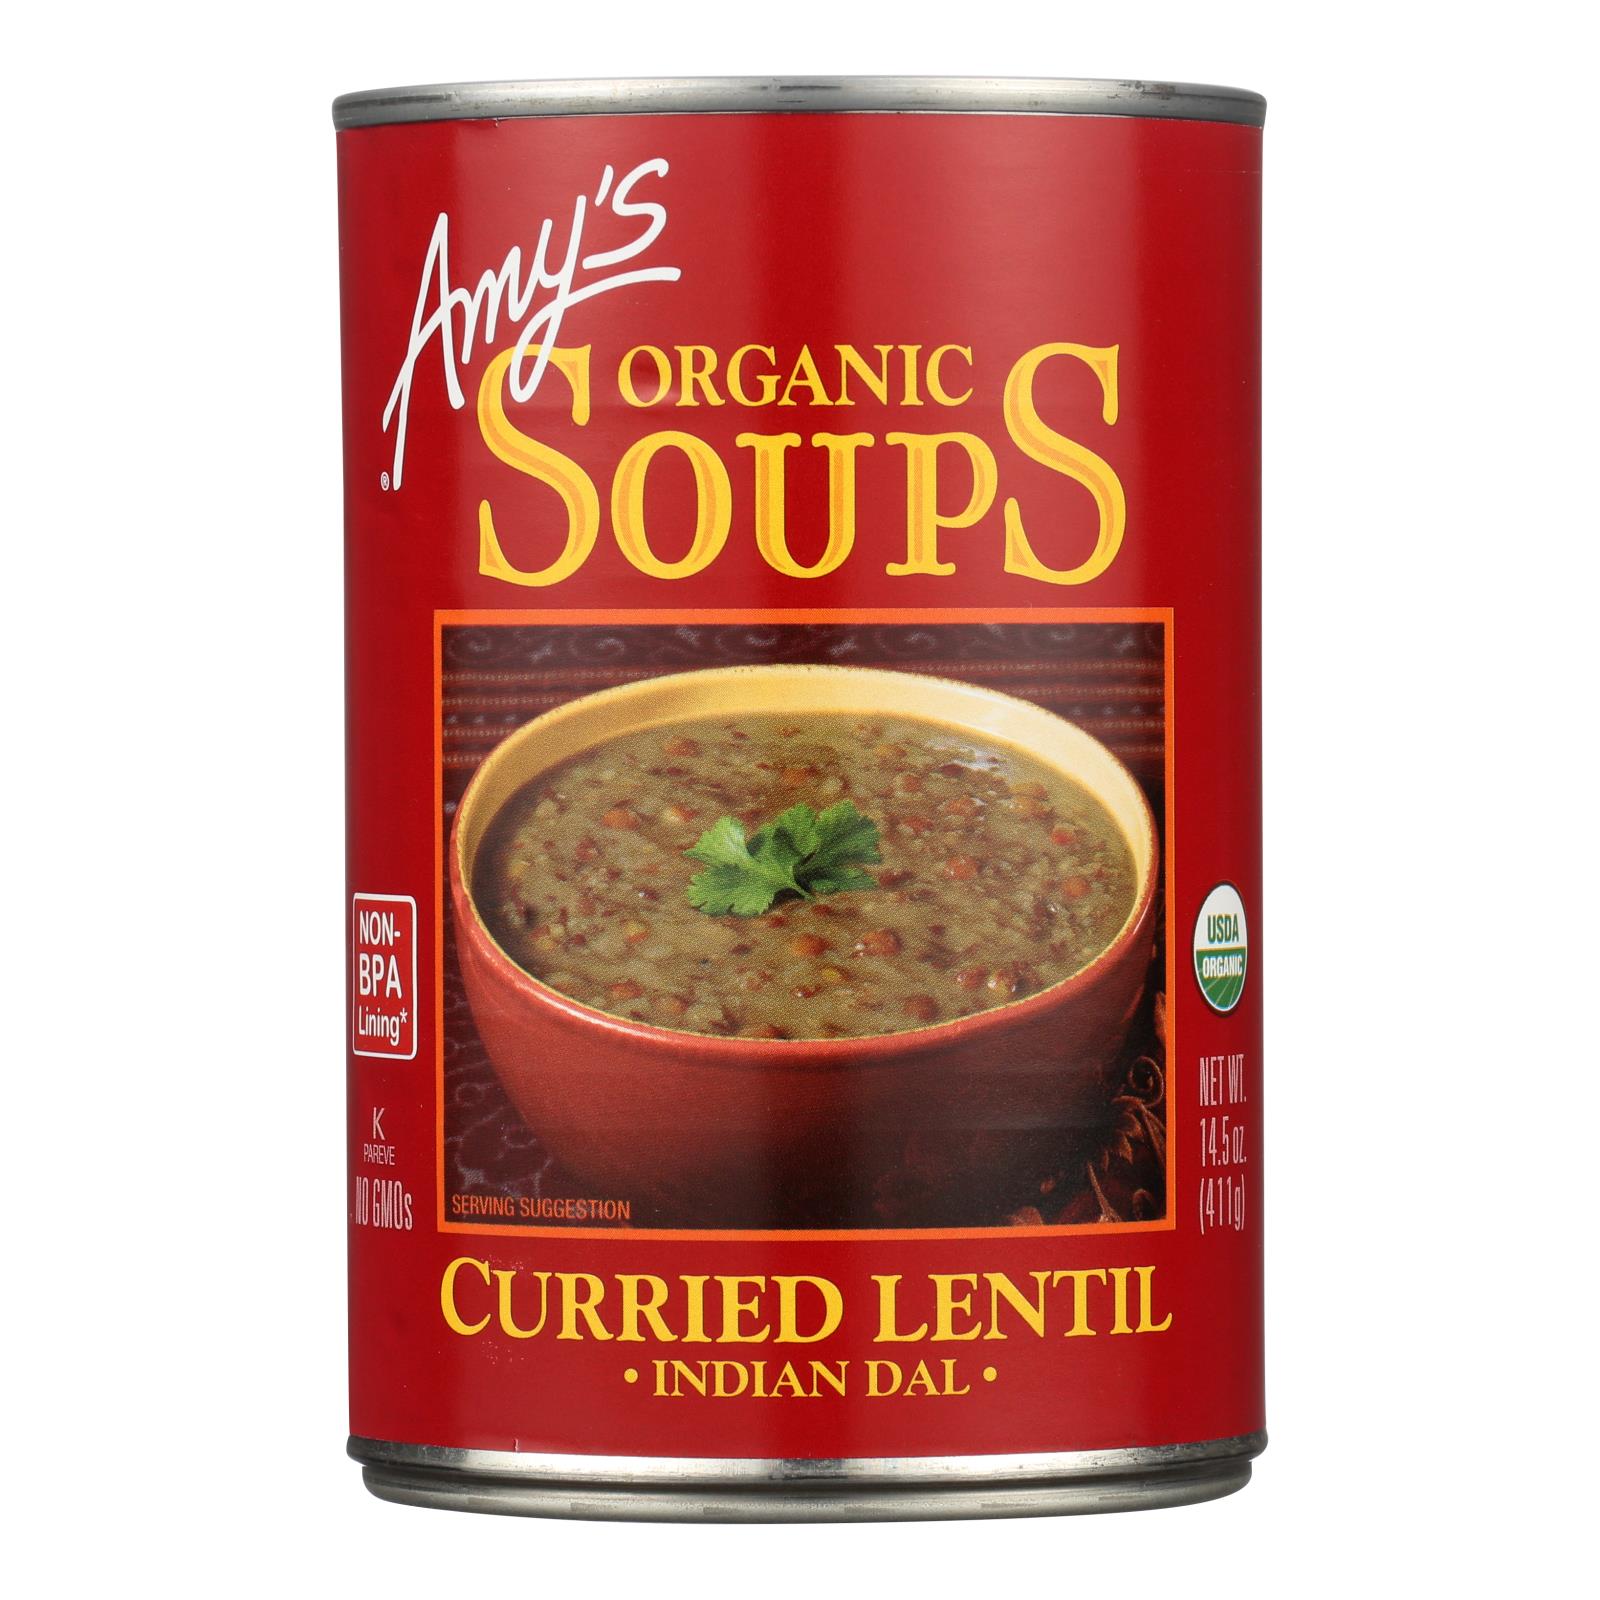 Amy's
®
ORGANIC
SOUPS
NON-
BPA
Lining*
K
PAREVE
NO GMOs
USDA
ORGANIC
NET WT.
14.5 oz.
(411g)
SERVING SUGGESTION
CURRIED LENTIL
• INDIAN DAL •